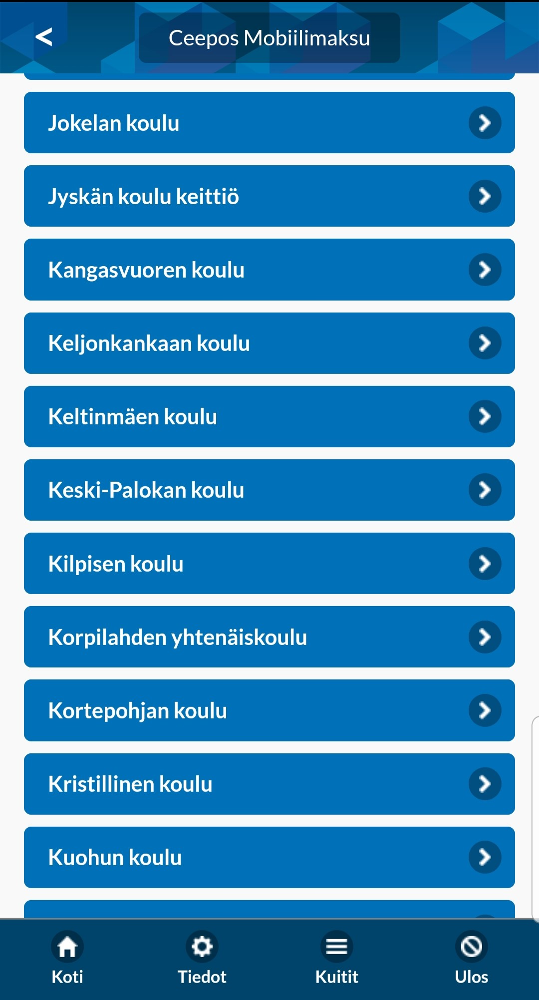 Ceepos Mobiilimaksu
Jokelan koulu
Jyskän koulu keittiö
Kangasvuoren koulu
Keljonkankaan koulu
Keltinmäen koulu
Keski-Palokan koulu
Kilpisen koulu
Korpilahden yhtenäiskoulu
Kortepohjan koulu
Kristillinen koulu
Kuohun koulu
Koti
Tiedot
Kuitit
Ulos